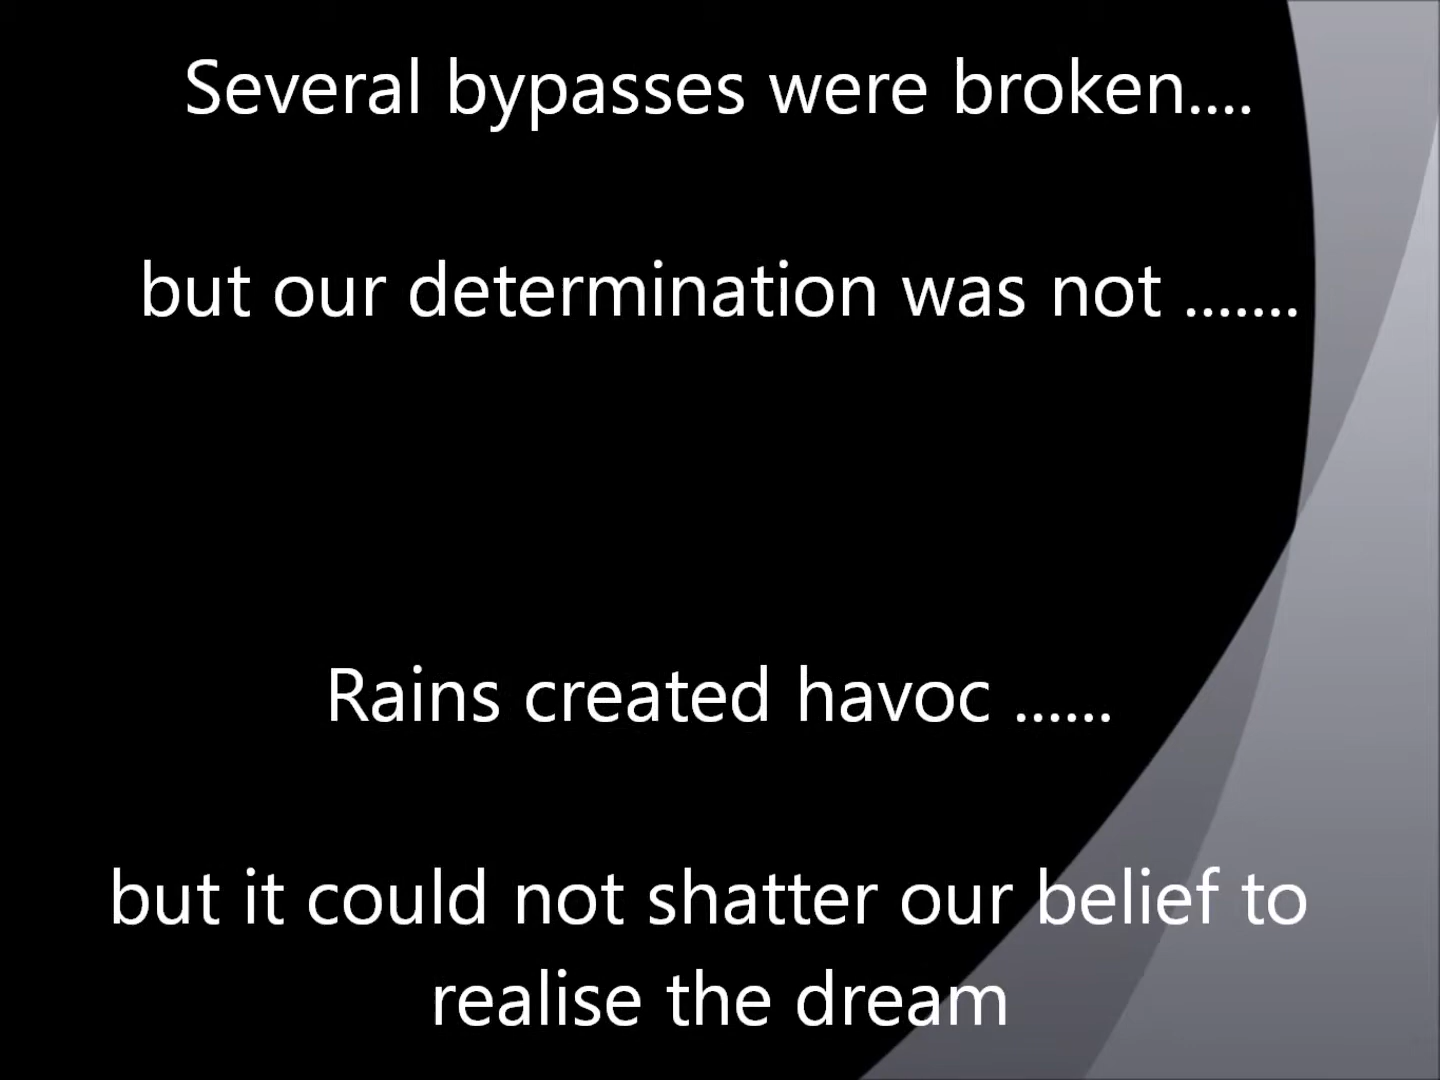 Several bypasses were broken....
but our determination was not .......
Rains created havoc ......
but it could not shatter our belief to
realise the dream